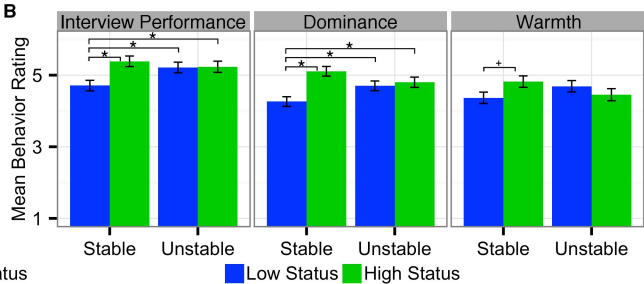 B
Interview Performance Dominance Warmth
* * *
* * *
+
Mean Behavior Rating
5
3
1
Stable Unstable Stable Unstable Stable Unstable
atus Low Status High Status